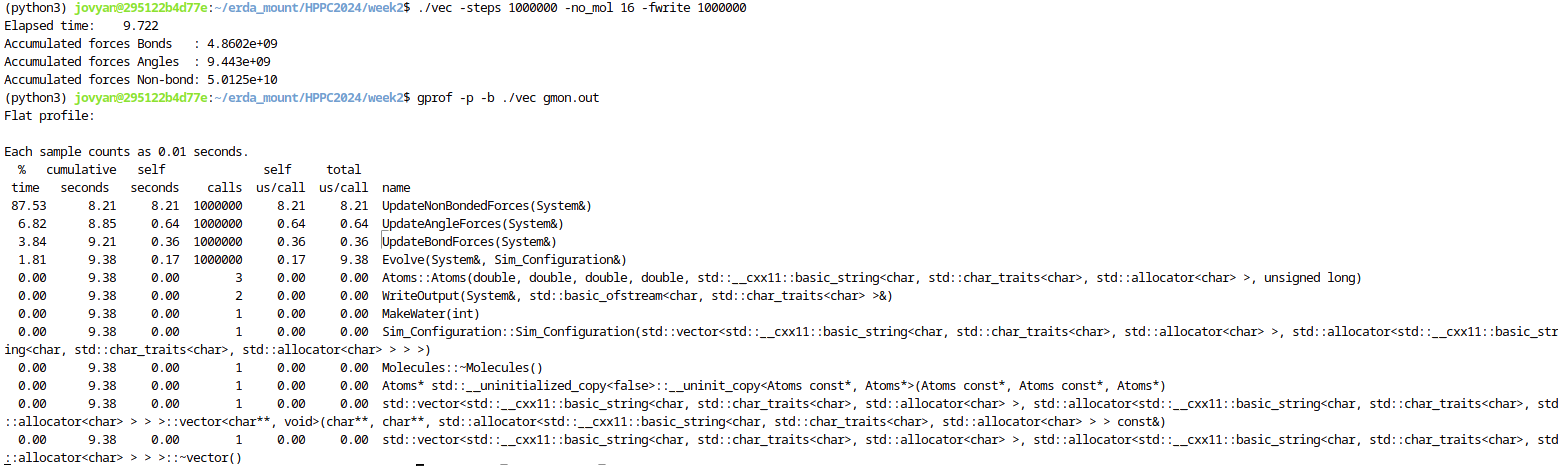 (python3) jovyan@295122b4d77e:~/erda_mount/HPPC2024/week2$ ./vec -steps 1000000 -no_mol 16 -fwrite 1000000
Elapsed time:    9.722
Accumulated forces Bonds   : 4.8602e+09
Accumulated forces Angles  : 9.443e+09
Accumulated forces Non-bond: 5.0125e+10
(python3) jovyan@295122b4d77e:~/erda_mount/HPPC2024/week2$ gprof -p -b ./vec gmon.out
Flat profile:

Each sample counts as 0.01 seconds.
  %   cumulative   self              self     total
 time   seconds   seconds    calls  us/call  us/call  name
 87.53      8.21     8.21  1000000     8.21     8.21  UpdateNonBondedForces(System&)
  6.82      8.85     0.64  1000000     0.64     0.64  UpdateAngleForces(System&)
  3.84      9.21     0.36  1000000     0.36     0.36  UpdateBondForces(System&)
  1.81      9.38     0.17  1000000     0.17     9.38  Evolve(System&, Sim_Configuration&)
  0.00      9.38     0.00        3     0.00     0.00  Atoms::Atoms(double, double, double, double, std::__cxx11::basic_string<char, std::char_traits<char>, std::allocator<char> >, unsigned long)
  0.00      9.38     0.00        2     0.00     0.00  WriteOutput(System&, std::basic_ofstream<char, std::char_traits<char> >&)
  0.00      9.38     0.00        1     0.00     0.00  MakeWater(int)
  0.00      9.38     0.00        1     0.00     0.00  Sim_Configuration::Sim_Configuration(std::vector<std::__cxx11::basic_string<char, std::char_traits<char>, std::allocator<char> >, std::allocator<std::__cxx11::basic_str
ing<char, std::char_traits<char>, std::allocator<char> > > >)
  0.00      9.38     0.00        1     0.00     0.00  Molecules::~Molecules()
  0.00      9.38     0.00        1     0.00     0.00  Atoms* std::__uninitialized_copy<false>::__uninit_copy<Atoms const*, Atoms*>(Atoms const*, Atoms const*, Atoms*)
  0.00      9.38     0.00        1     0.00     0.00  std::vector<std::__cxx11::basic_string<char, std::char_traits<char>, std::allocator<char> >, std::allocator<std::__cxx11::basic_string<char, std::char_traits<char>, std
::allocator<char> > > >::vector<char**, void>(char**, char**, std::allocator<std::__cxx11::basic_string<char, std::char_traits<char>, std::allocator<char> > > const&)
  0.00      9.38     0.00        1     0.00     0.00  std::vector<std::__cxx11::basic_string<char, std::char_traits<char>, std::allocator<char> >, std::allocator<std::__cxx11::basic_string<char, std::char_traits<char>, std
::allocator<char> > > >::~vector()